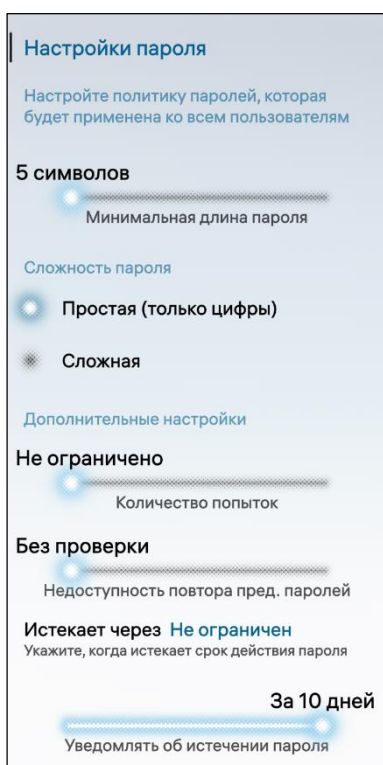 Настройки пароля
Настройте политику паролей, которая
будет применена ко всем пользователям
5 символов
Минимальная длина пароля
Сложность пароля
Простая (только цифры)
Сложная
Дополнительные настройки
Не ограничено
Количество попыток
Без проверки
Недоступность повтора пред. паролей
Истекает через Не ограничен
Укажите, когда истекает срок действия пароля
За 10 дней
Уведомлять об истечении пароля